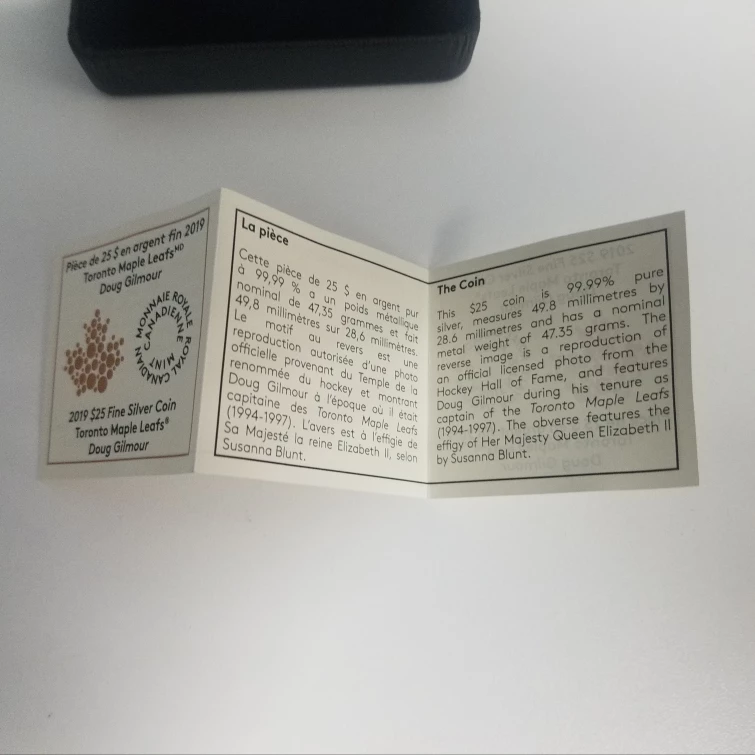 Pièce de 25 $ en argent fin 2019
Toronto Maple Leafsᴹᴰ
Doug Gilmour
MONNAIE ROYALE CANADIENNE
ROYAL CANADIAN MINT
2019 $25 Fine Silver Coin
Toronto Maple Leafs®
Doug Gilmour
La pièce
Cette pièce de 25 $ en argent pur
à 99,99 % a un poids métallique
nominal de 47,35 grammes et fait
49,8 millimètres sur 28,6 millimètres.
Le motif au revers est une
reproduction autorisée d'une photo
officielle provenant du Temple de la
renommée du hockey et montrant
Doug Gilmour à l'époque où il était
capitaine des Toronto Maple Leafs
(1994-1997). L'avers est à l'effigie de
Sa Majesté la reine Elizabeth II, selon
Susanna Blunt.
The Coin
This $25 coin is 99.99% pure
silver, measures 49.8 millimetres by
28.6 millimetres and has a nominal
metal weight of 47.35 grams. The
reverse image is a reproduction of
an official licensed photo from the
Hockey Hall of Fame, and features
Doug Gilmour during his tenure as
captain of the Toronto Maple Leafs
(1994-1997). The obverse features the
effigy of Her Majesty Queen Elizabeth II
by Susanna Blunt.